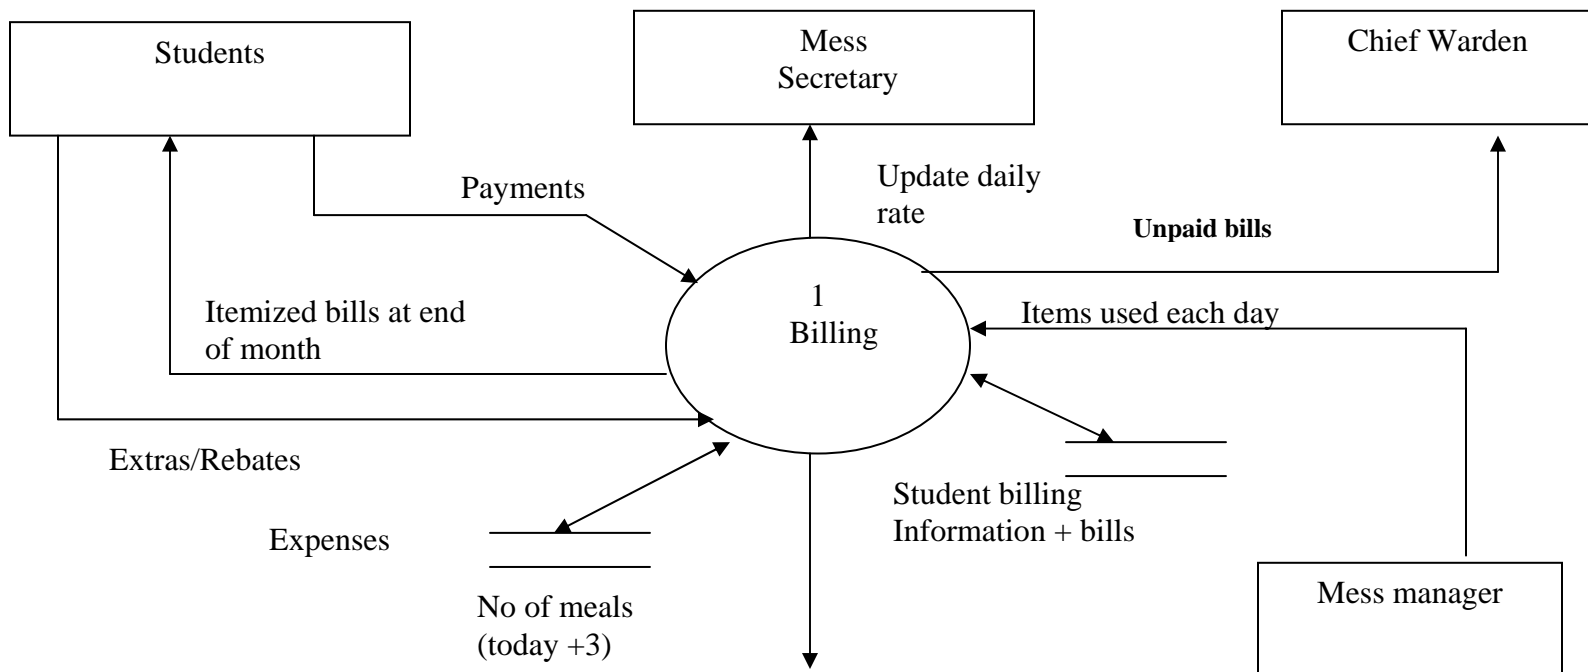 Students
Mess
Secretary
Chief Warden
Payments
Update daily
rate
Unpaid bills
1
Billing
Itemized bills at end
of month
Items used each day
Extras/Rebates
Student billing
Information + bills
Expenses
No of meals
(today +3)
Mess manager